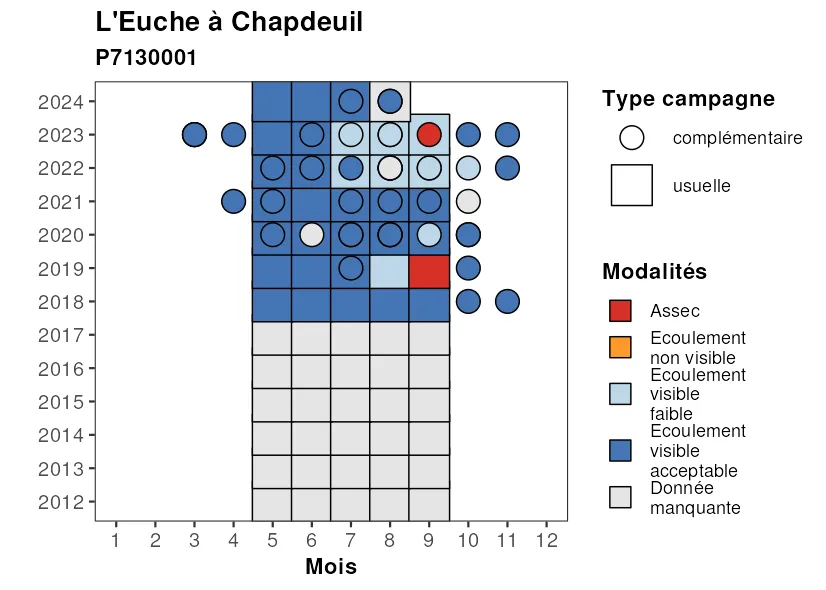 L'Euche à Chapdeuil
P7130001
2024
2023
2022
2021
2020
2019
2018
2017
2016
2015
2014
2013
2012
1 2 3 4 5 6 7 8 9 10 11 12
Mois
Type campagne
complémentaire
usuelle
Modalités
Assec
Ecoulement
non visible
Ecoulement
visible
faible
Ecoulement
visible
acceptable
Donnée
manquante